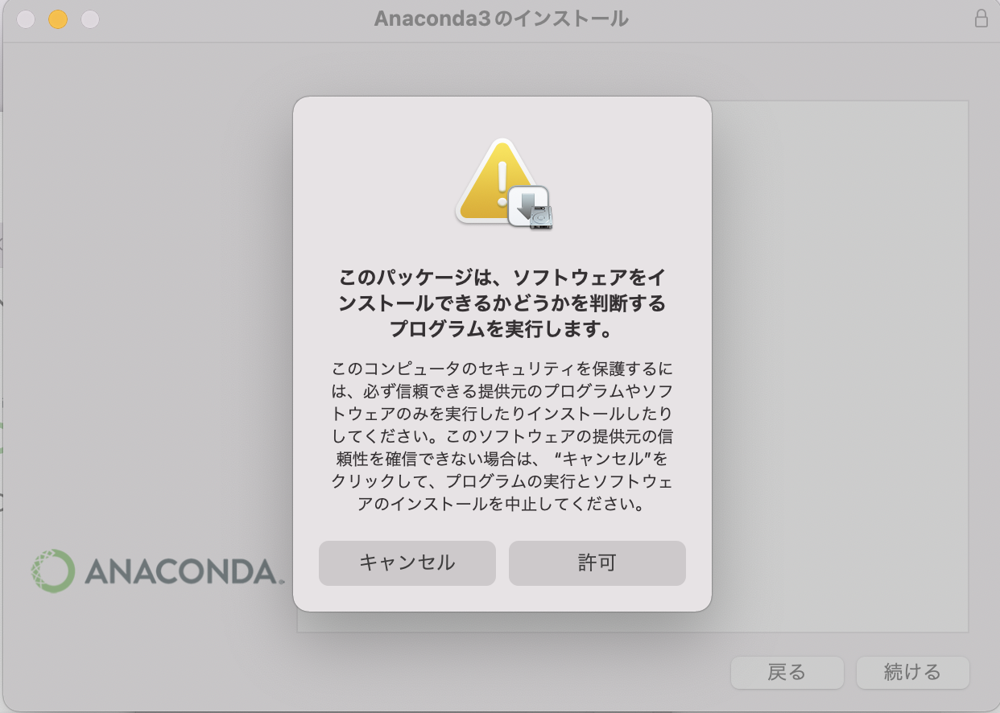 Anaconda3のインストール
このパッケージは、ソフトウェアをイ
ンストールできるかどうかを判断する
プログラムを実行します。
このコンピュータのセキュリティを保護するに
は、必ず信頼できる提供元のプログラムやソフ
トウェアのみを実行したりインストールしたり
してください。このソフトウェアの提供元の信
頼性を確信できない場合は、“キャンセル”を
クリックして、プログラムの実行とソフトウェ
アのインストールを中止してください。
キャンセル
許可
ANACONDA.
戻る
続ける